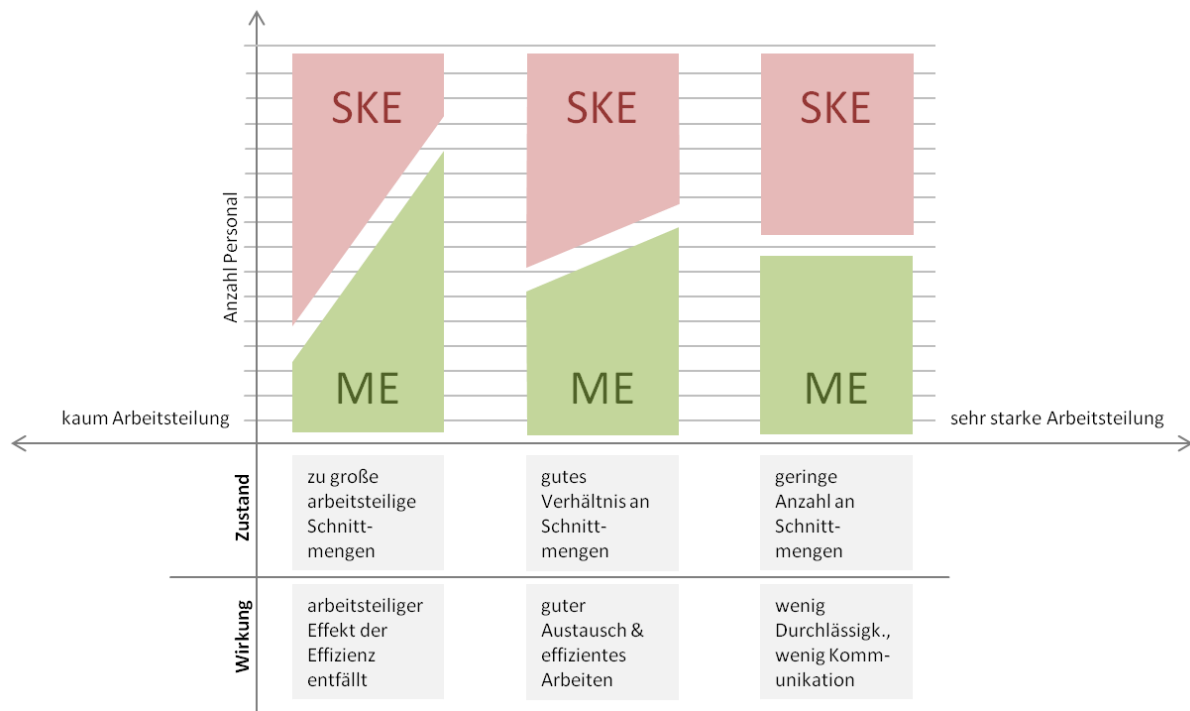 SKE
SKE
SKE
Anzahl Personal
ME
ME
ME
kaum Arbeitsteilung
sehr starke Arbeitsteilung
Zustand
zu große
arbeitsteilige
Schnitt-
mengen
gutes
Verhältnis an
Schnitt-
mengen
geringe
Anzahl an
Schnitt-
mengen
Wirkung
arbeitsteiliger
Effekt der
Effizienz
entfällt
guter
Austausch &
effizientes
Arbeiten
wenig
Durchlässigk.,
wenig Komm-
unikation